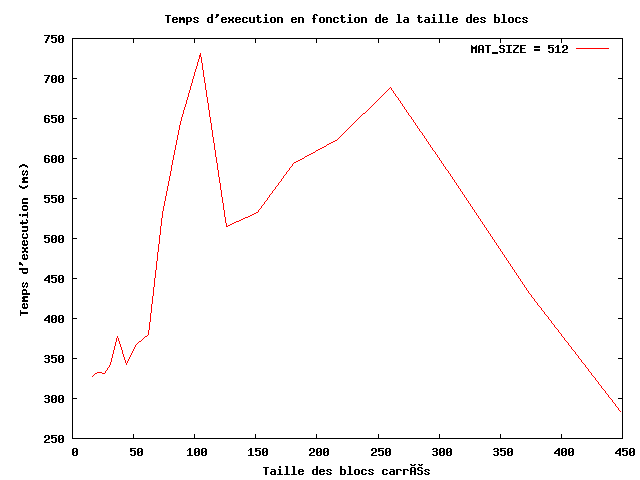 Temps d'execution en fonction de la taille des blocs
MAT_SIZE = 512
Temps d'execution (ms)
750
700
650
600
550
500
450
400
350
300
250
0 50 100 150 200 250 300 350 400 450
Taille des blocs carrÃŠs